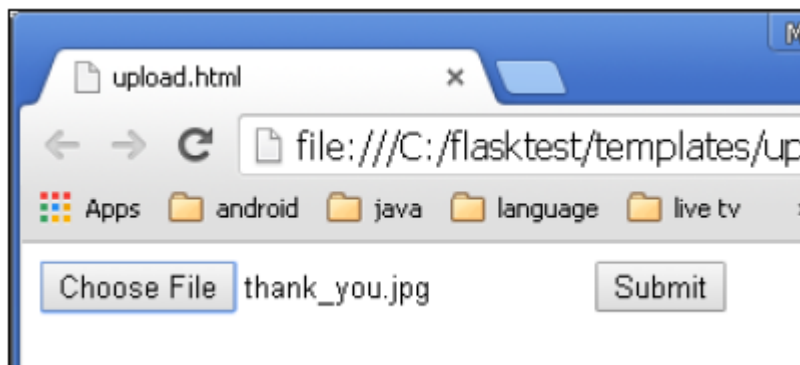 upload.html
file:///C:/flasktest/templates/up
Apps android java language live tv
Choose File thank_you.jpg Submit